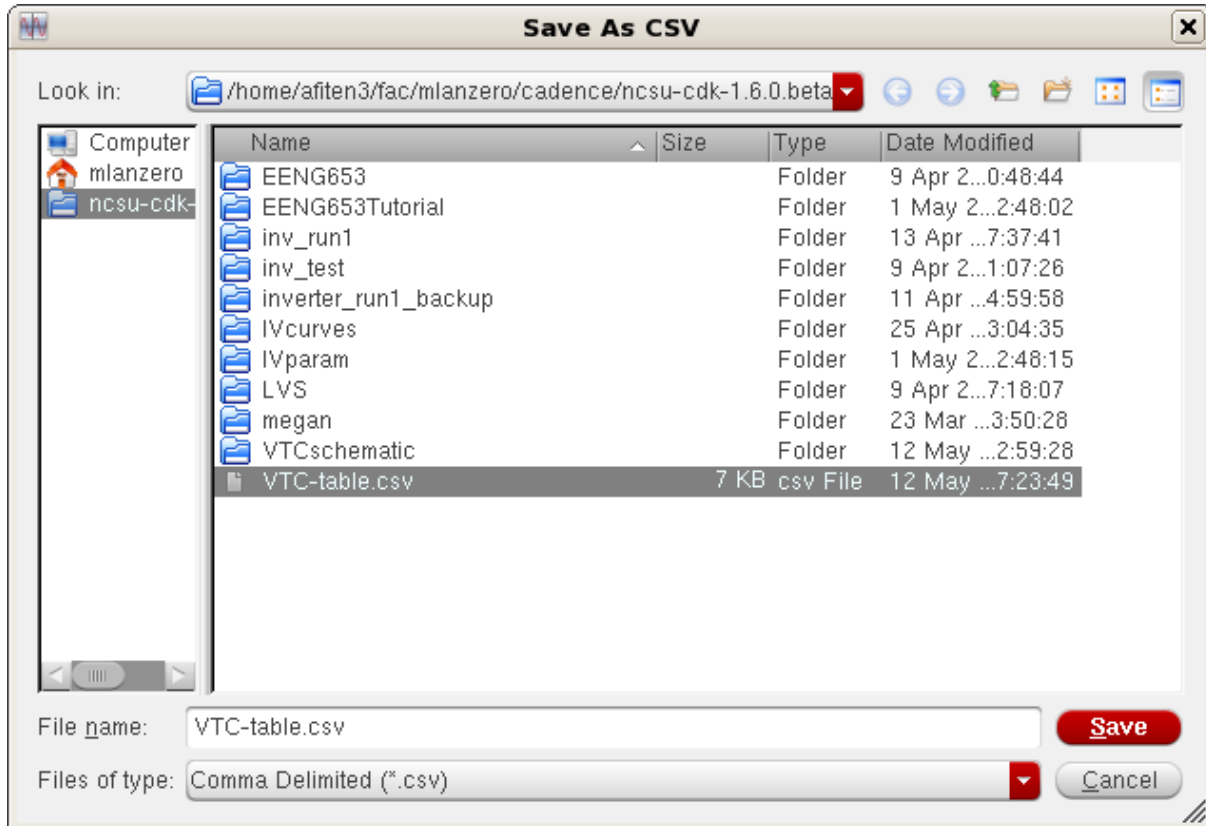 Save As CSV
Look in: /home/afiten3/fac/mlanzero/cadence/ncsu-cdk-1.6.0.beta
Computer
mlanzero
ncsu-cdk-
Name Size Type Date Modified
EENG653 Folder 9 Apr 2...0:48:44
EENG653Tutorial Folder 1 May 2...2:48:02
inv_run1 Folder 13 Apr ...7:37:41
inv_test Folder 9 Apr 2...1:07:26
inverter_run1_backup Folder 11 Apr ...4:59:58
IVcurves Folder 25 Apr ...3:04:35
IVparam Folder 1 May 2...2:48:15
LVS Folder 9 Apr 2...7:18:07
megan Folder 23 Mar ...3:50:28
VTCschematic Folder 12 May ...2:59:28
VTC-table.csv 7 KB csv File 12 May ...7:23:49
File name: VTC-table.csv Save
Files of type: Comma Delimited (*.csv) Cancel